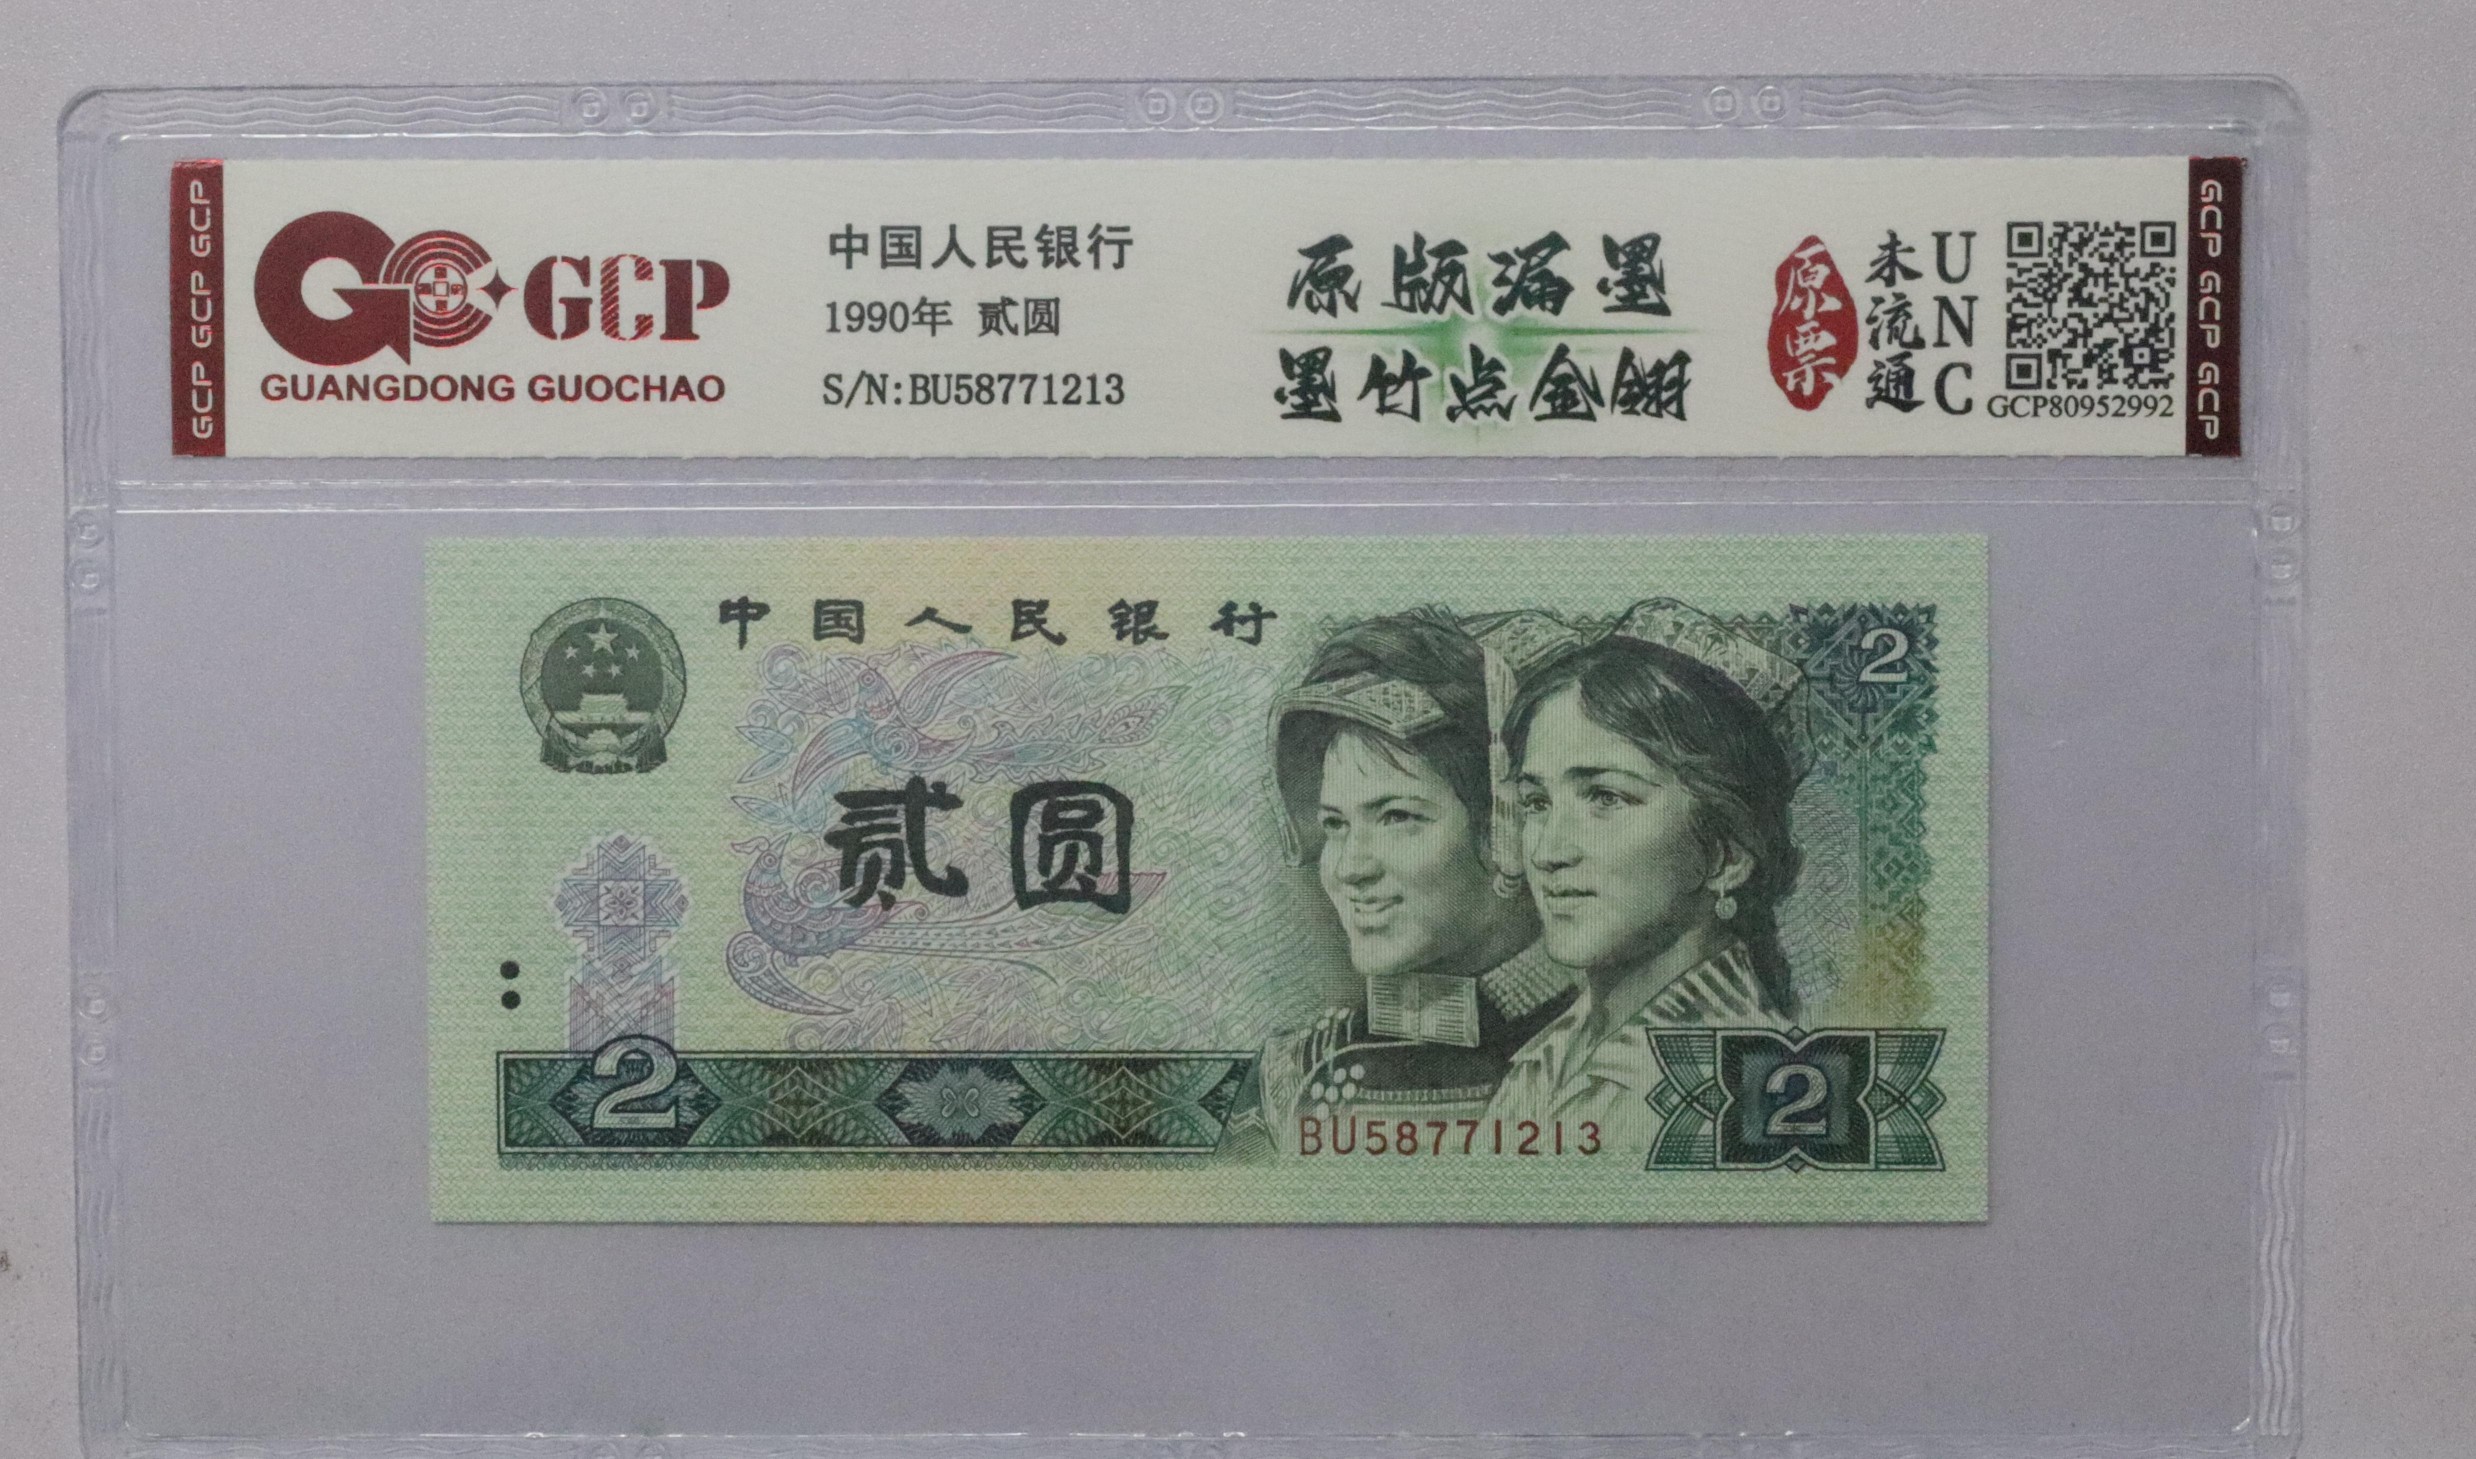 GCP GCP GCP
GCP
GUANGDONG GUOCHAO
中国人民银行
1990年 贰圆
S/N:BU58771213
原版漏墨
墨竹点金翎
原票
未流通
UNC
GCP80952992
GCP GCP GCP
中国人民银行
2
贰圆
2
BU58771213
2